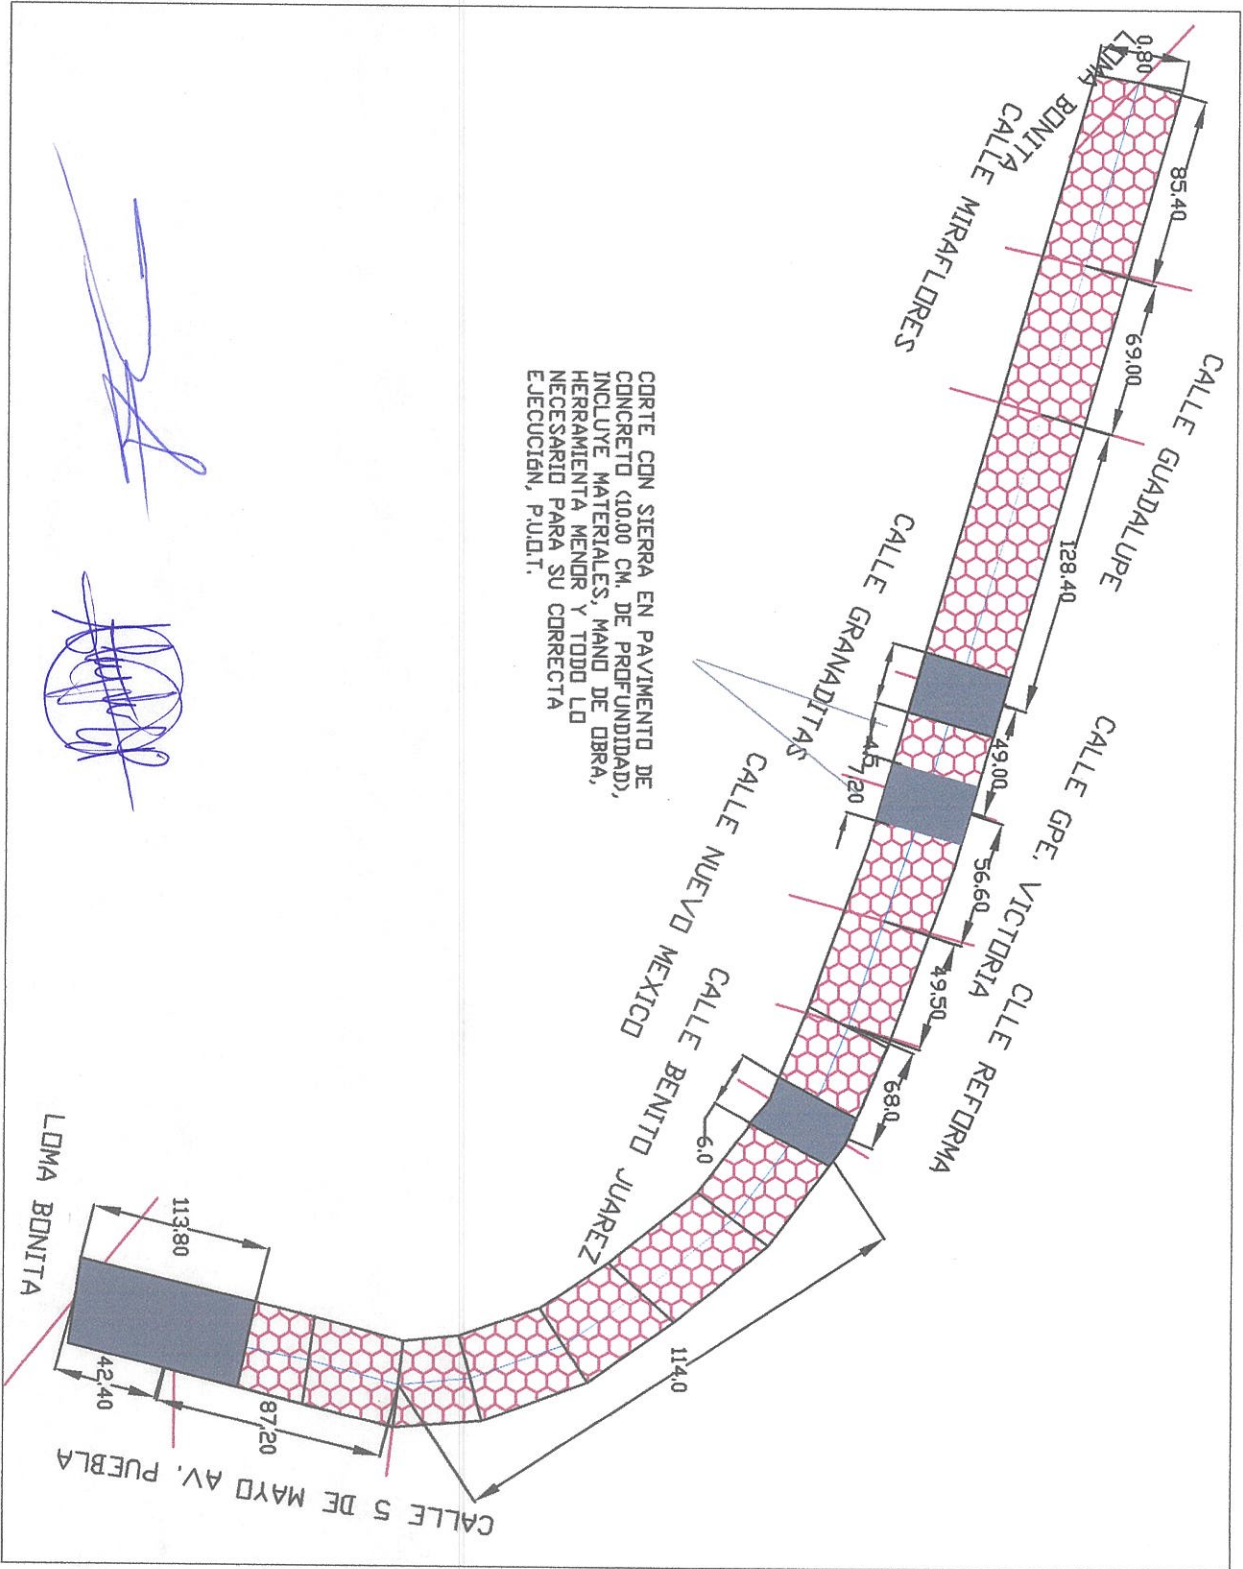 0.80
LOMA BONITA
CALLE MIRAFLORES
85.40
69.00
CALLE GUADALUPE
128.40
CALLE GRANADITAS
4.5
7.20
49.00
CALLE GPE. VICTORIA
56.60
CALLE NUEVO MEXICO
49.50
CLLE REFORMA
68.0
CALLE BENITO JUAREZ
6.0
114.0
CORTE CON SIERRA EN PAVIMENTO DE
CONCRETO (10.00 CM. DE PROFUNDIDAD),
INCLUYE MATERIALES, MANO DE OBRA,
HERRAMIENTA MENOR Y TODO LO
NECESARIO PARA SU CORRECTA
EJECUCIÓN, P.U.O.T.
LOMA BONITA
113.80
42.40
87.20
CALLE 5 DE MAYO AV. PUEBLA